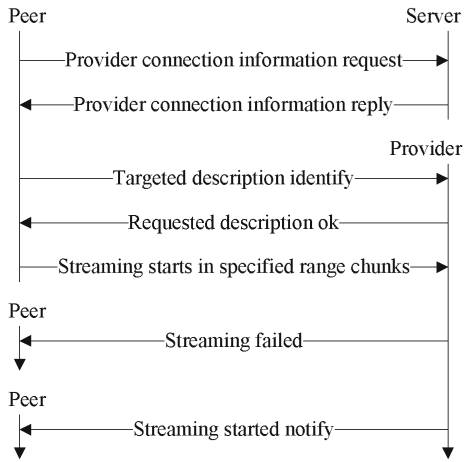 Peer
Server
Provider connection information request
Provider connection information reply
Provider
Targeted description identify
Requested description ok
Streaming starts in specified range chunks
Peer
Streaming failed
Peer
Streaming started notify